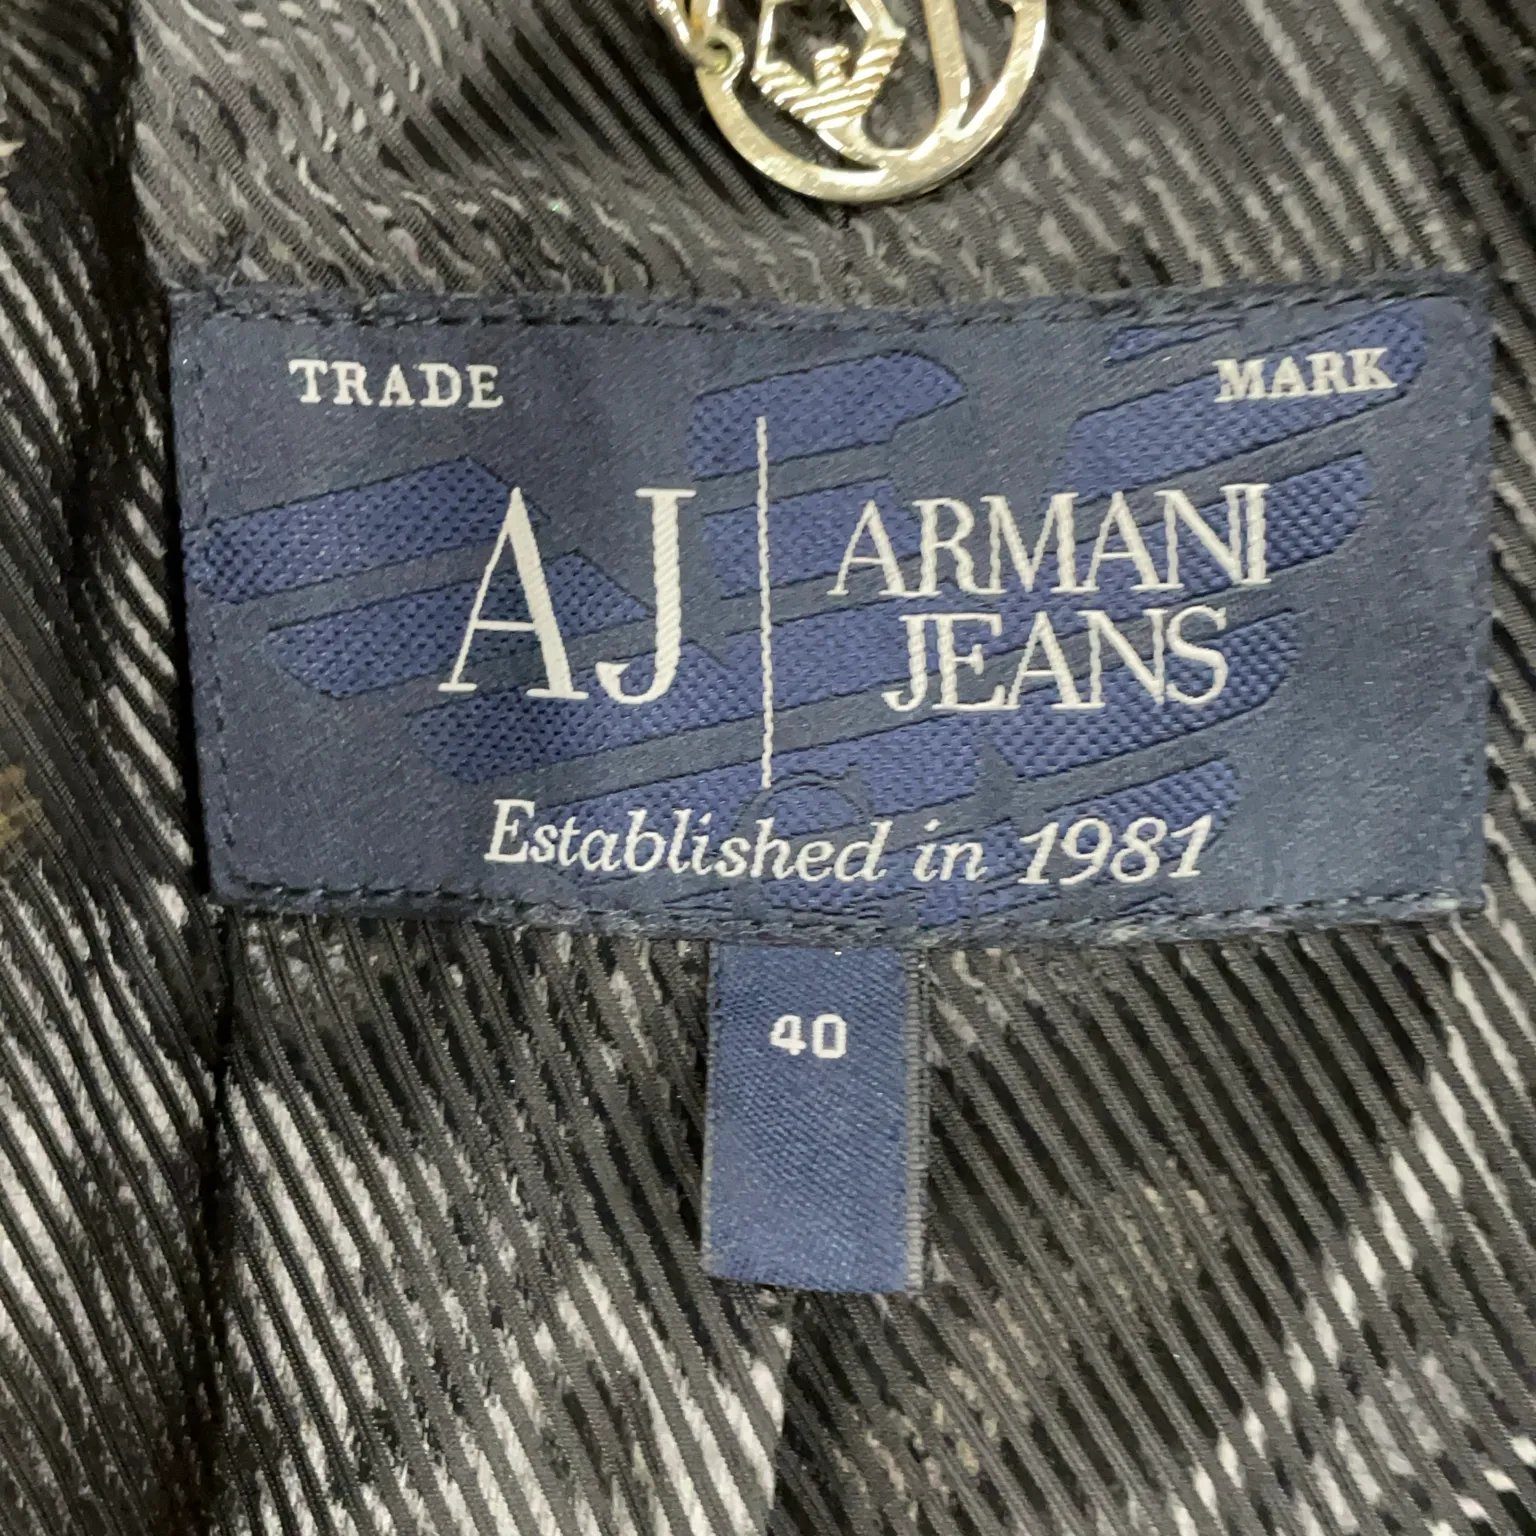 TRADE MARK
AJ ARMANI
JEANS
Established in 1981
40